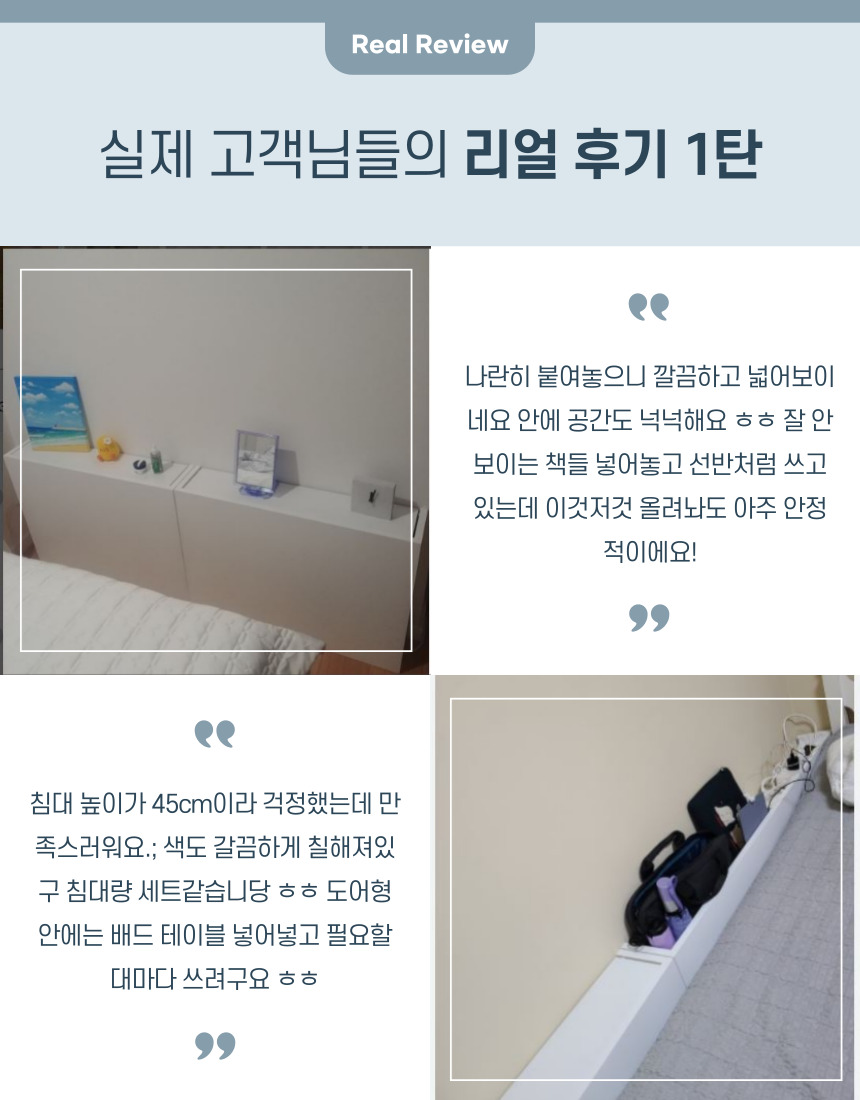 Real Review
실제 고객님들의 리얼 후기 1탄
나란히 붙여놓으니 깔끔하고 넓어보이
네요 안에 공간도 넉넉해요 ㅎㅎ 잘 안
보이는 책들 넣어놓고 선반처럼 쓰고
있는데 이것저것 올려놔도 아주 안정
적이에요!
침대 높이가 45cm이라 걱정했는데 만
족스러워요.; 색도 갈끔하게 칠해져있
구 침대량 세트같습니당 ㅎㅎ 도어형
안에는 배드 테이블 넣어넣고 필요할
대마다 쓰려구요 ㅎㅎ